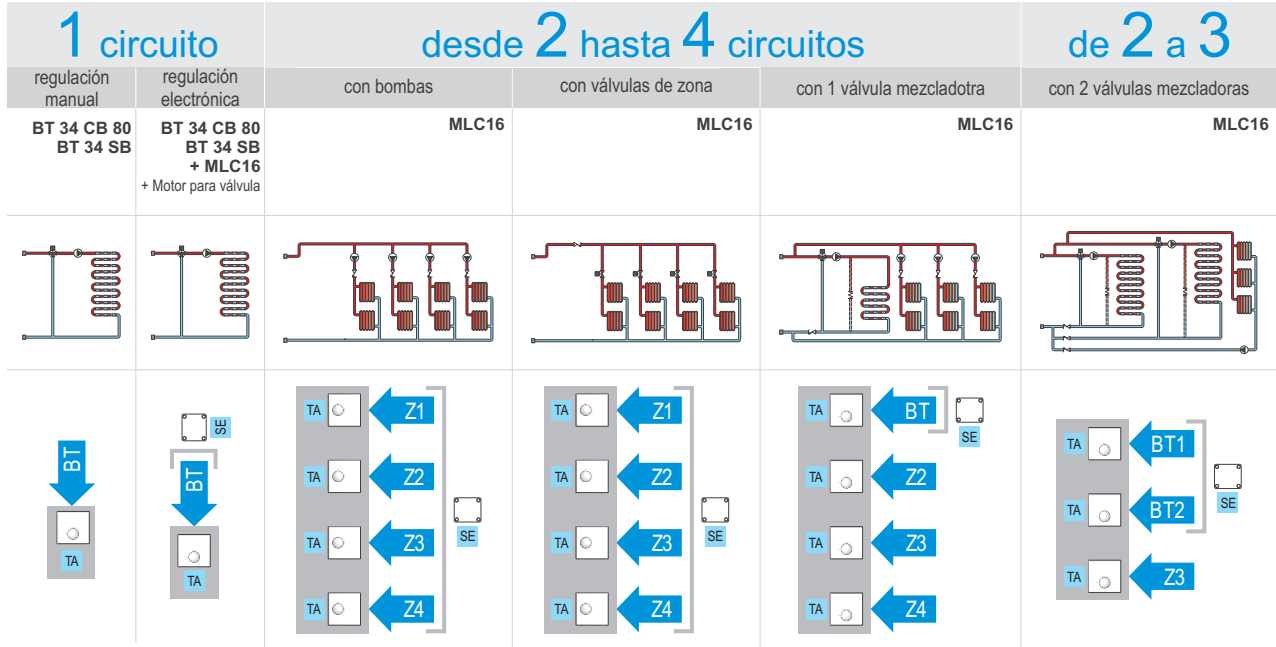 1 circuito
desde 2 hasta 4 circuitos
de 2 a 3
regulación
manual
regulación
electrónica
con bombas
con válvulas de zona
con 1 válvula mezcladotra
con 2 válvulas mezcladoras
BT 34 CB 80
BT 34 SB
BT 34 CB 80
BT 34 SB
+ MLC16
+ Motor para válvula
MLC16
MLC16
MLC16
MLC16
BT
TA
SE
BT
TA
TA Z1
TA Z2
TA Z3
TA Z4
SE
TA Z1
TA Z2
TA Z3
TA Z4
SE
TA BT
SE
TA Z2
TA Z3
TA Z4
TA BT1
TA BT2
SE
TA Z3